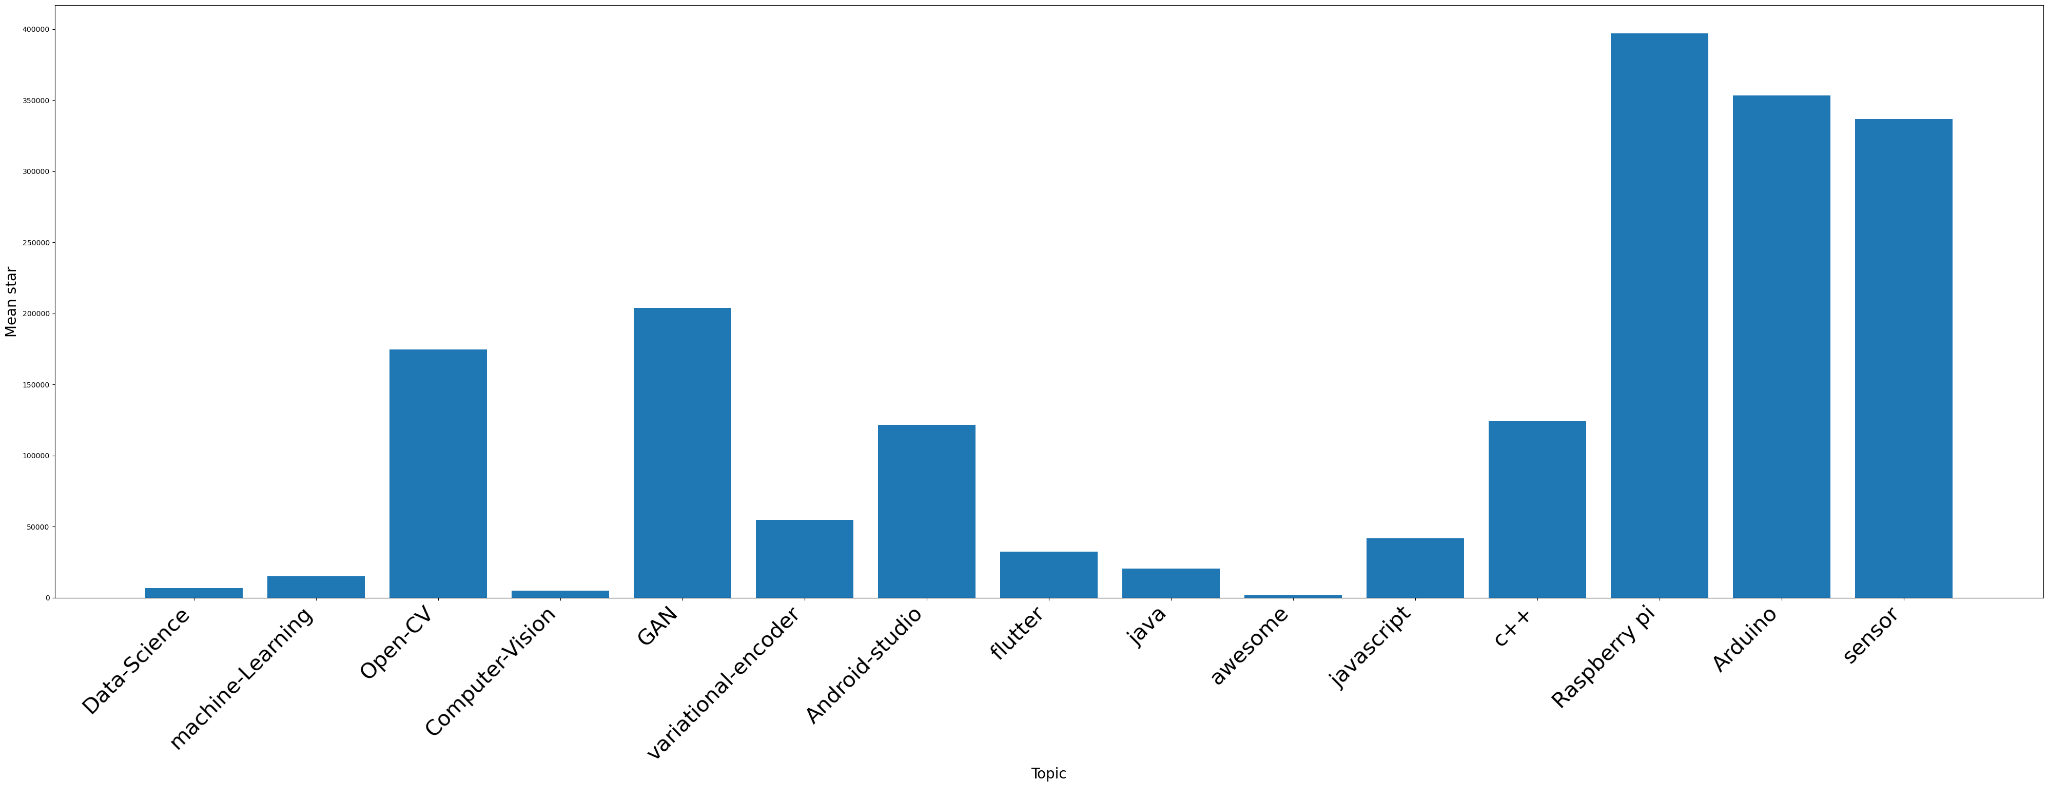 400000
350000
300000
250000
200000
150000
100000
50000
0
Mean star
Data-Science
machine-Learning
Open-CV
Computer-Vision
GAN
variational-encoder
Android-studio
flutter
java
awesome
javascript
c++
Raspberry pi
Arduino
sensor
Topic